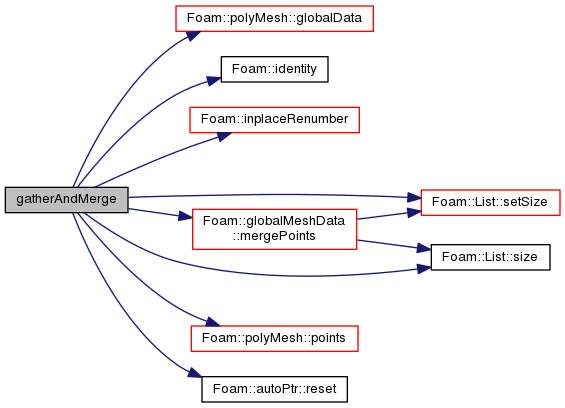 Foam::polyMesh::globalData
Foam::identity
Foam::inplaceRenumber
gatherAndMerge
Foam::List::setSize
Foam::globalMeshData
::mergePoints
Foam::List::size
Foam::polyMesh::points
Foam::autoPtr::reset